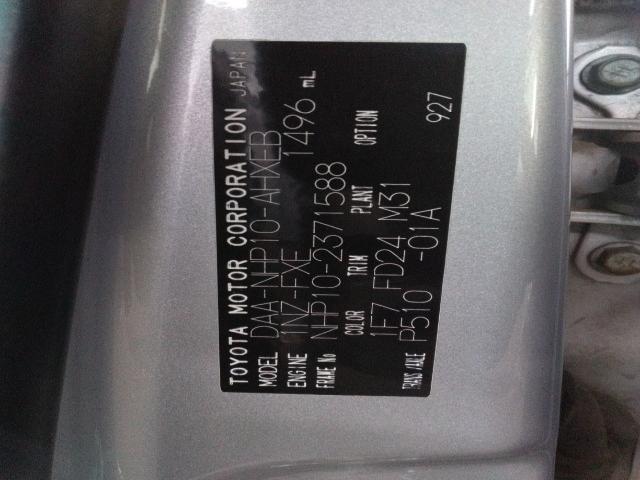 TOYOTA MOTOR CORPORATION JAPAN
MODEL DAA-NHP10-AHXEB
ENGINE 1NZ-FXE 1496 mL
FRAME No NHP10-2371588
COLOR TRIM PLANT OPTION
1F7 FD24 M31
TRANS/AXLE P510 -01A 927